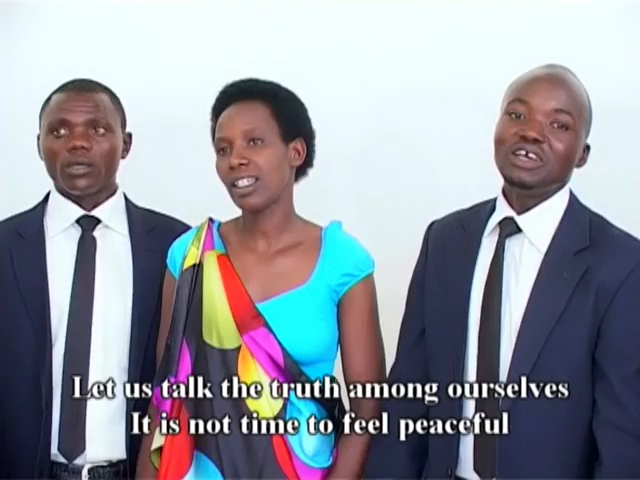 Let us talk the truth among ourselves
It is not time to feel peaceful